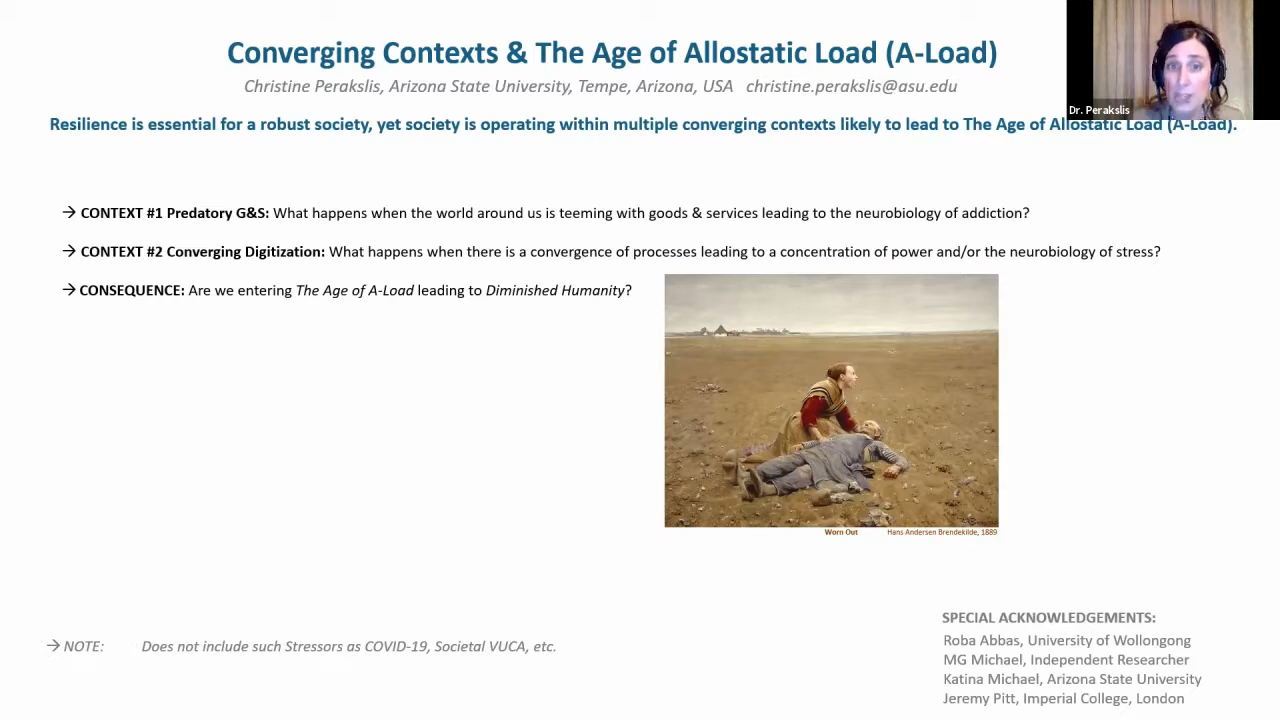 Converging Contexts & The Age of Allostatic Load (A-Load)
Christine Perakslis, Arizona State University, Tempe, Arizona, USA christine.perakslis@asu.edu
Dr. Perakslis
Resilience is essential for a robust society, yet society is operating within multiple converging contexts likely to lead to The Age of Allostatic Load (A-Load).
→ CONTEXT #1 Predatory G&S: What happens when the world around us is teeming with goods & services leading to the neurobiology of addiction?
→ CONTEXT #2 Converging Digitization: What happens when there is a convergence of processes leading to a concentration of power and/or the neurobiology of stress?
→ CONSEQUENCE: Are we entering The Age of A-Load leading to Diminished Humanity?
Worn Out Hans Andersen Brendekilde, 1889
→ NOTE: Does not include such Stressors as COVID-19, Societal VUCA, etc.
SPECIAL ACKNOWLEDGEMENTS:
Roba Abbas, University of Wollongong
MG Michael, Independent Researcher
Katina Michael, Arizona State University
Jeremy Pitt, Imperial College, London